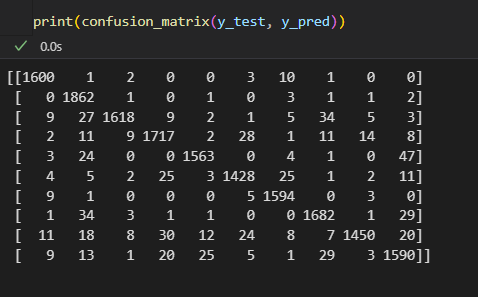 print(confusion_matrix(y_test, y_pred))
✓ 0.0s
[[1600 1 2 0 0 3 10 1 0 0]
[ 0 1862 1 0 1 0 3 1 1 2]
[ 9 27 1618 9 2 1 5 34 5 3]
[ 2 11 9 1717 2 28 1 11 14 8]
[ 3 24 0 0 1563 0 4 1 0 47]
[ 4 5 2 25 3 1428 25 1 2 11]
[ 9 1 0 0 0 5 1594 0 3 0]
[ 1 34 3 1 1 0 0 1682 1 29]
[ 11 18 8 30 12 24 8 7 1450 20]
[ 9 13 1 20 25 5 1 29 3 1590]]